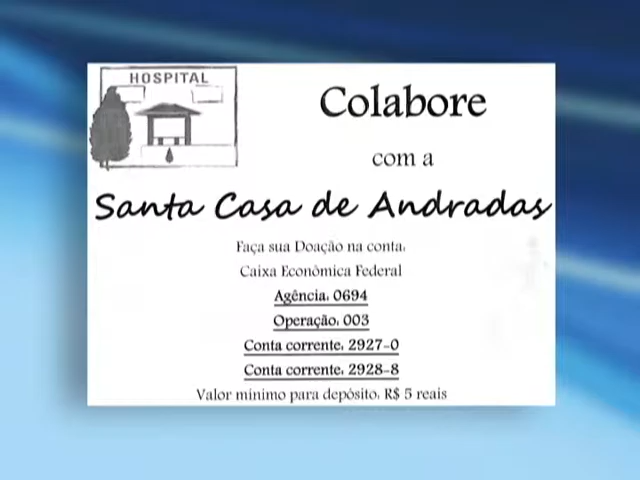 HOSPITAL
Colabore
com a
Santa Casa de Andradas
Faça sua Doação na conta:
Caixa Econômica Federal
Agência: 0694
Operação: 003
Conta corrente: 2927-0
Conta corrente: 2928-8
Valor mínimo para depósito: R$ 5 reais